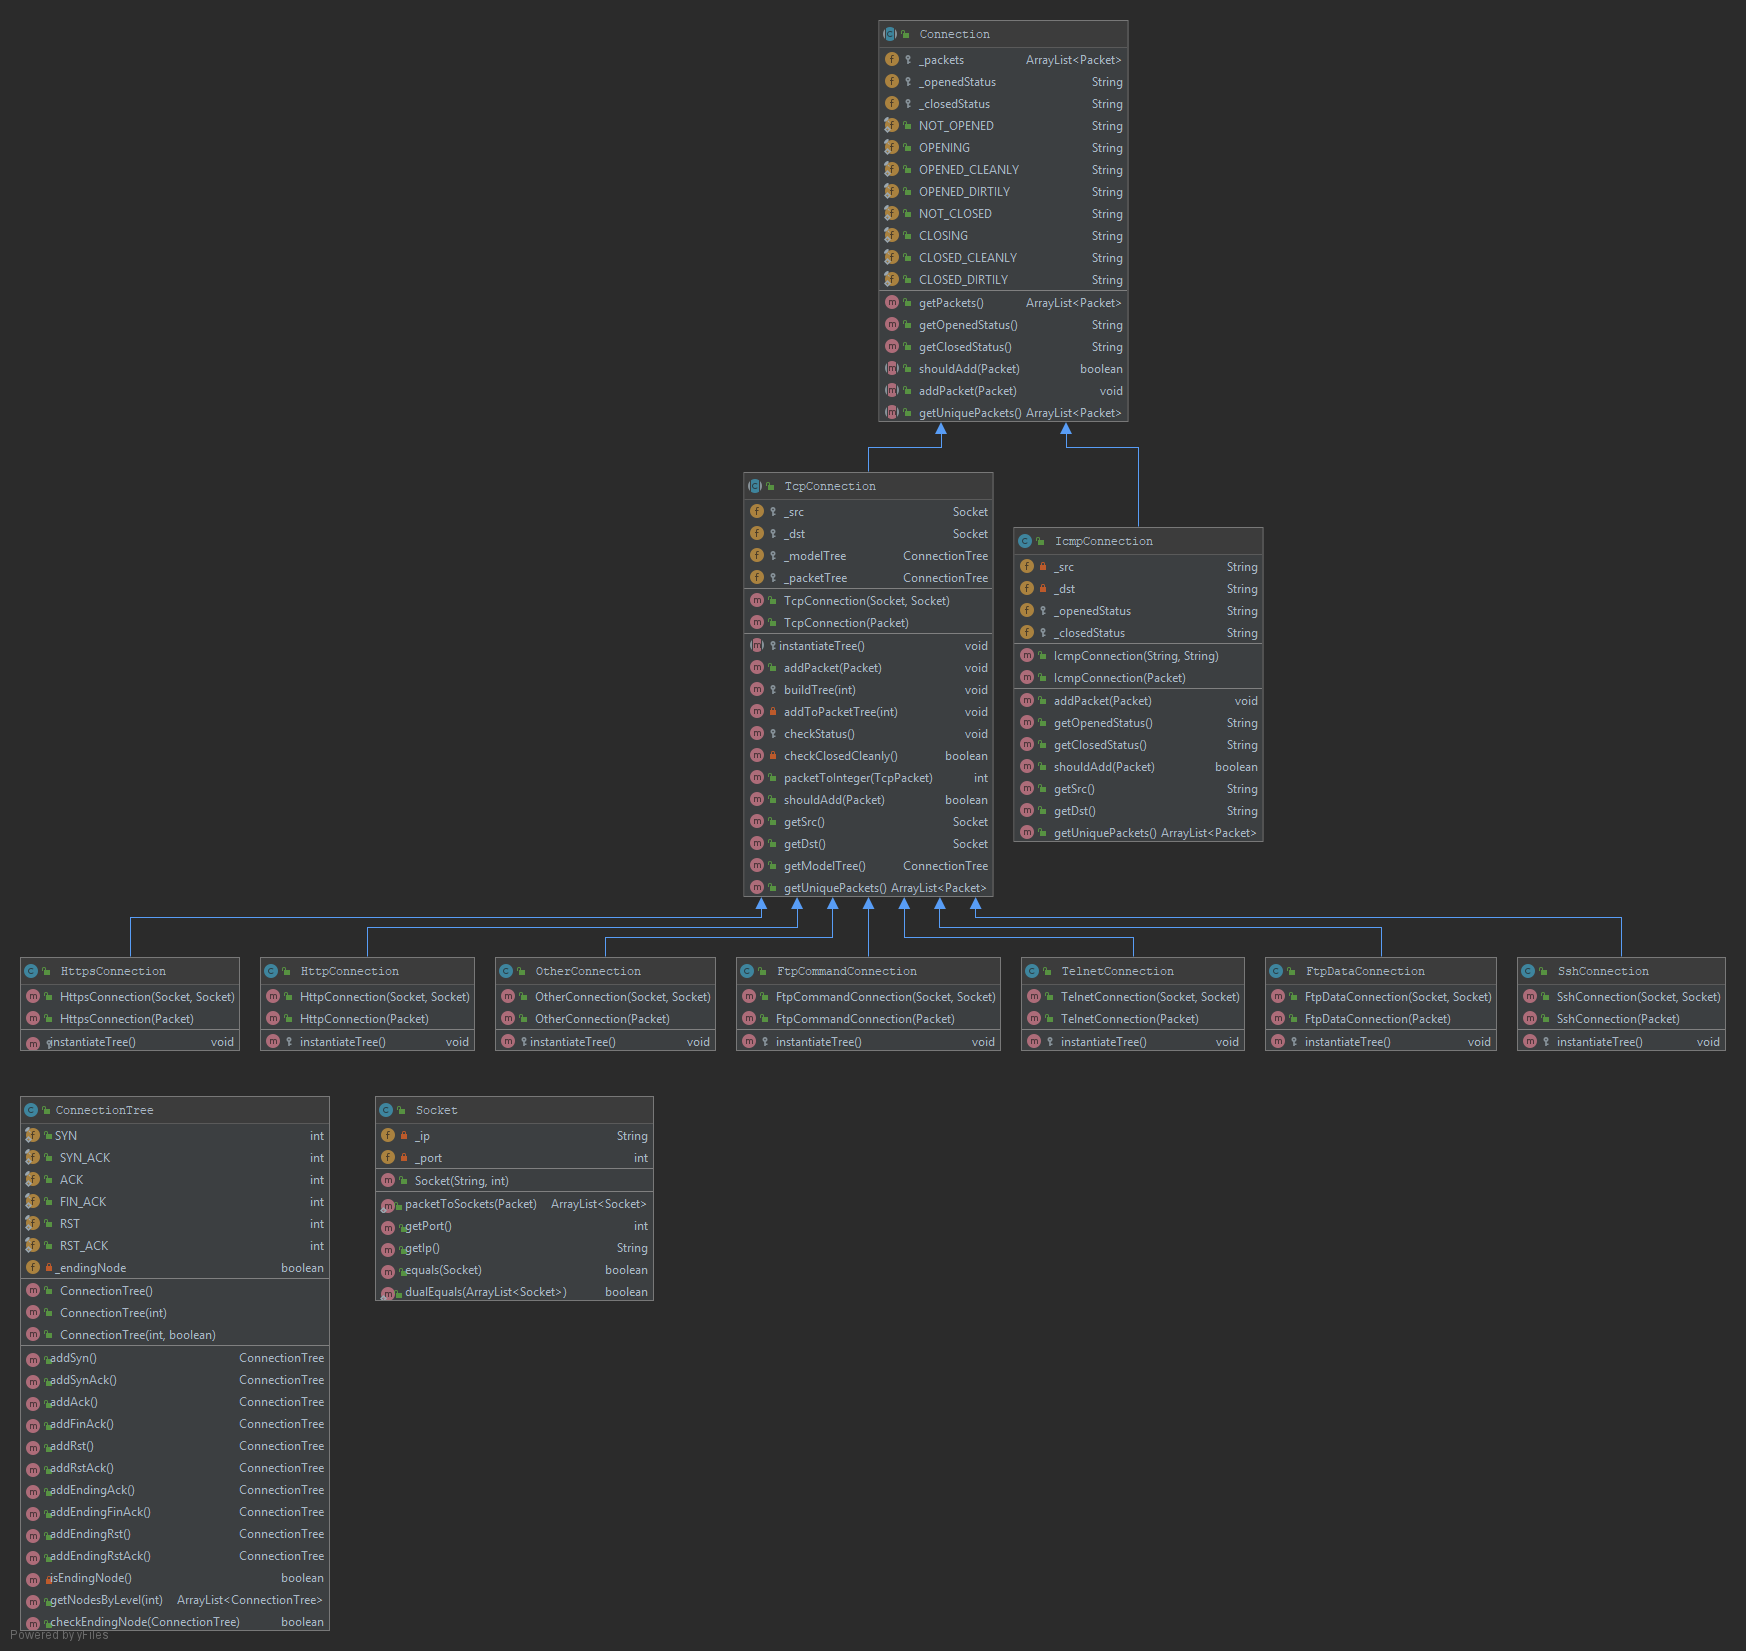 Connection
_packets ArrayList<Packet>
_openedStatus String
_closedStatus String
NOT_OPENED String
OPENING String
OPENED_CLEANLY String
OPENED_DIRTILY String
NOT_CLOSED String
CLOSING String
CLOSED_CLEANLY String
CLOSED_DIRTILY String
getPackets() ArrayList<Packet>
getOpenedStatus() String
getClosedStatus() String
shouldAdd(Packet) boolean
addPacket(Packet) void
getUniquePackets() ArrayList<Packet>
TcpConnection
_src Socket
_dst Socket
_modelTree ConnectionTree
_packetTree ConnectionTree
TcpConnection(Socket, Socket)
TcpConnection(Packet)
instantiateTree() void
addPacket(Packet) void
buildTree(int) void
addToPacketTree(int) void
checkStatus() void
checkClosedCleanly() boolean
packetToInteger(TcpPacket) int
shouldAdd(Packet) boolean
getSrc() Socket
getDst() Socket
getModelTree() ConnectionTree
getUniquePackets() ArrayList<Packet>
IcmpConnection
_src String
_dst String
_openedStatus String
_closedStatus String
IcmpConnection(String, String)
IcmpConnection(Packet)
addPacket(Packet) void
getOpenedStatus() String
getClosedStatus() String
shouldAdd(Packet) boolean
getSrc() String
getDst() String
getUniquePackets() ArrayList<Packet>
HttpsConnection
HttpsConnection(Socket, Socket)
HttpsConnection(Packet)
instantiateTree() void
HttpConnection
HttpConnection(Socket, Socket)
HttpConnection(Packet)
instantiateTree() void
OtherConnection
OtherConnection(Socket, Socket)
OtherConnection(Packet)
instantiateTree() void
FtpCommandConnection
FtpCommandConnection(Socket, Socket)
FtpCommandConnection(Packet)
instantiateTree() void
TelnetConnection
TelnetConnection(Socket, Socket)
TelnetConnection(Packet)
instantiateTree() void
FtpDataConnection
FtpDataConnection(Socket, Socket)
FtpDataConnection(Packet)
instantiateTree() void
SshConnection
SshConnection(Socket, Socket)
SshConnection(Packet)
instantiateTree() void
ConnectionTree
SYN int
SYN_ACK int
ACK int
FIN_ACK int
RST int
RST_ACK int
_endingNode boolean
ConnectionTree()
ConnectionTree(int)
ConnectionTree(int, boolean)
addSyn() ConnectionTree
addSynAck() ConnectionTree
addAck() ConnectionTree
addFinAck() ConnectionTree
addRst() ConnectionTree
addRstAck() ConnectionTree
addEndingAck() ConnectionTree
addEndingFinAck() ConnectionTree
addEndingRst() ConnectionTree
addEndingRstAck() ConnectionTree
isEndingNode() boolean
getNodesByLevel(int) ArrayList<ConnectionTree>
checkEndingNode(ConnectionTree) boolean
Socket
_ip String
_port int
Socket(String, int)
packetToSockets(Packet) ArrayList<Socket>
getPort() int
getIp() String
equals(Socket) boolean
dualEquals(ArrayList<Socket>) boolean
Powered by yFiles